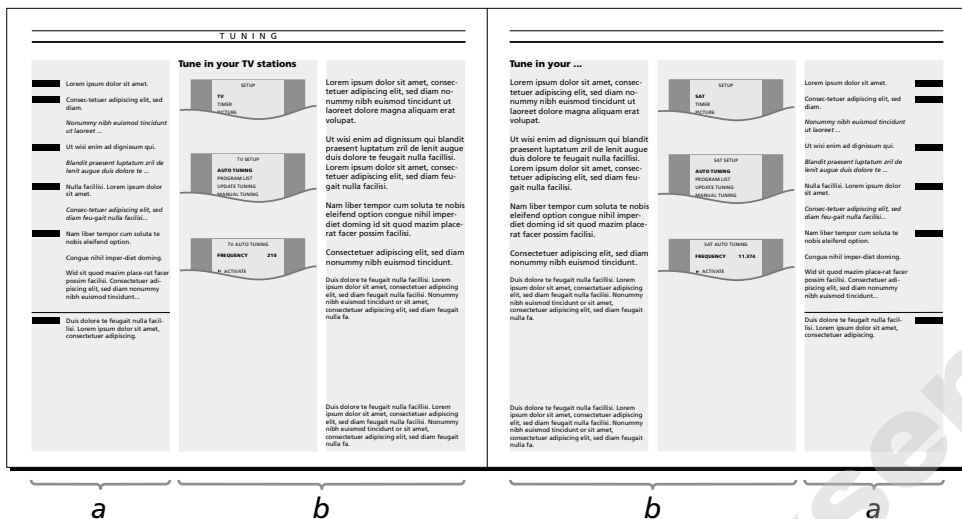 TUNING
Tune in your TV stations
Lorem ipsum dolor sit amet.
Consec-tetuer adipiscing elit, sed
diam.
Nonummy nibh euismod tincidunt
ut laoreet ...
Ut wisi enim ad dignissum qui.
Blandit praesent luptatum zril de
lenit augue duis dolore te ...
Nulla facillisi. Lorem ipsum dolor
sit amet.
Consec-tetuer adipiscing elit, sed
diam feu-gait nulla facilisi...
Nam liber tempor cum soluta te
nobis eleifend option.
Congue nihil imper-diet doming.
Wid sit quod mazim place-rat facer
possim facilisi. Consectetuer adi-
piscing elit, sed diam nonummy
nibh euismod tincidunt...
Duis dolore te feugait nulla facil-
lisi. Lorem ipsum dolor sit amet,
consectetuer adipiscing.
SETUP
TV
TIMER
PICTURE
TV SETUP
AUTO TUNING
PROGRAM LIST
UPDATE TUNING
MANUAL TUNING
TV AUTO TUNING
FREQUENCY 210
ACTIVATE
Lorem ipsum dolor sit amet, consec-
tetuer adipiscing elit, sed diam no-
nummy nibh euismod tincidunt ut
laoreet dolore magna aliquam erat
volupat.
Ut wisi enim ad dignissum qui blandit
praesent luptatum zril de lenit augue
duis dolore te feugait nulla facillisi.
Lorem ipsum dolor sit amet, consec-
tetuer adipiscing elit, sed diam feu-
gait nulla facilisi.
Nam liber tempor cum soluta te nobis
eleifend option congue nihil imper-
diet doming id quod mazim place-
rat facer possim facilisi.
Consectetuer adipiscing elit, sed diam
nonummy nibh euismod tincidunt.
Duis dolore te feugait nulla facillisi. Lorem
ipsum dolor sit amet, consectetuer adipiscing
elit, sed diam feugait nulla facilisi. Nonummy
nibh euismod tincidunt or sit amet,
consectetuer adipiscing elit, sed diam feugait
nulla fa.
Duis dolore te feugait nulla facillisi. Lorem
ipsum dolor sit amet, consectetuer adipiscing
elit, sed diam feugait nulla facilisi. Nonummy
nibh euismod tincidunt or sit amet,
consectetuer adipiscing elit, sed diam feugait
nulla fa.
Tune in your ...
Lorem ipsum dolor sit amet, consec-
tetuer adipiscing elit, sed diam no-
nummy nibh euismod tincidunt ut
laoreet dolore magna aliquam erat
volupat.
Ut wisi enim ad dignissum qui blandit
praesent luptatum zril de lenit augue
duis dolore te feugait nulla facillisi.
Lorem ipsum dolor sit amet, consec-
tetuer adipiscing elit, sed diam feu-
gait nulla facilisi.
Nam liber tempor cum soluta te nobis
eleifend option congue nihil imper-
diet doming id quod mazim place-
rat facer possim facilisi.
Consectetuer adipiscing elit, sed diam
nonummy nibh euismod tincidunt.
Duis dolore te feugait nulla facillisi. Lorem
ipsum dolor sit amet, consectetuer adipiscing
elit, sed diam feugait nulla facilisi. Nonummy
nibh euismod tincidunt or sit amet,
consectetuer adipiscing elit, sed diam feugait
nulla fa.
Duis dolore te feugait nulla facillisi. Lorem
ipsum dolor sit amet, consectetuer adipiscing
elit, sed diam feugait nulla facilisi. Nonummy
nibh euismod tincidunt or sit amet,
consectetuer adipiscing elit, sed diam feugait
nulla fa.
SETUP
SAT
TIMER
PICTURE
SAT SETUP
AUTO TUNING
PROGRAM LIST
UPDATE TUNING
MANUAL TUNING
SAT AUTO TUNING
FREQUENCY 11.374
ACTIVATE
Lorem ipsum dolor sit amet.
Consec-tetuer adipiscing elit, sed
diam.
Nonummy nibh euismod tincidunt
ut laoreet ...
Ut wisi enim ad dignissum qui.
Blandit praesent luptatum zril de
lenit augue duis dolore te ...
Nulla facillisi. Lorem ipsum dolor
sit amet.
Consec-tetuer adipiscing elit, sed
diam feu-gait nulla facilisi...
Nam liber tempor cum soluta te
nobis eleifend option.
Congue nihil imper-diet doming.
Wid sit quod mazim place-rat facer
possim facilisi. Consectetuer adi-
piscing elit, sed diam nonummy
nibh euismod tincidunt...
Duis dolore te feugait nulla facil-
lisi. Lorem ipsum dolor sit amet,
consectetuer adipiscing.
a
b
b
a